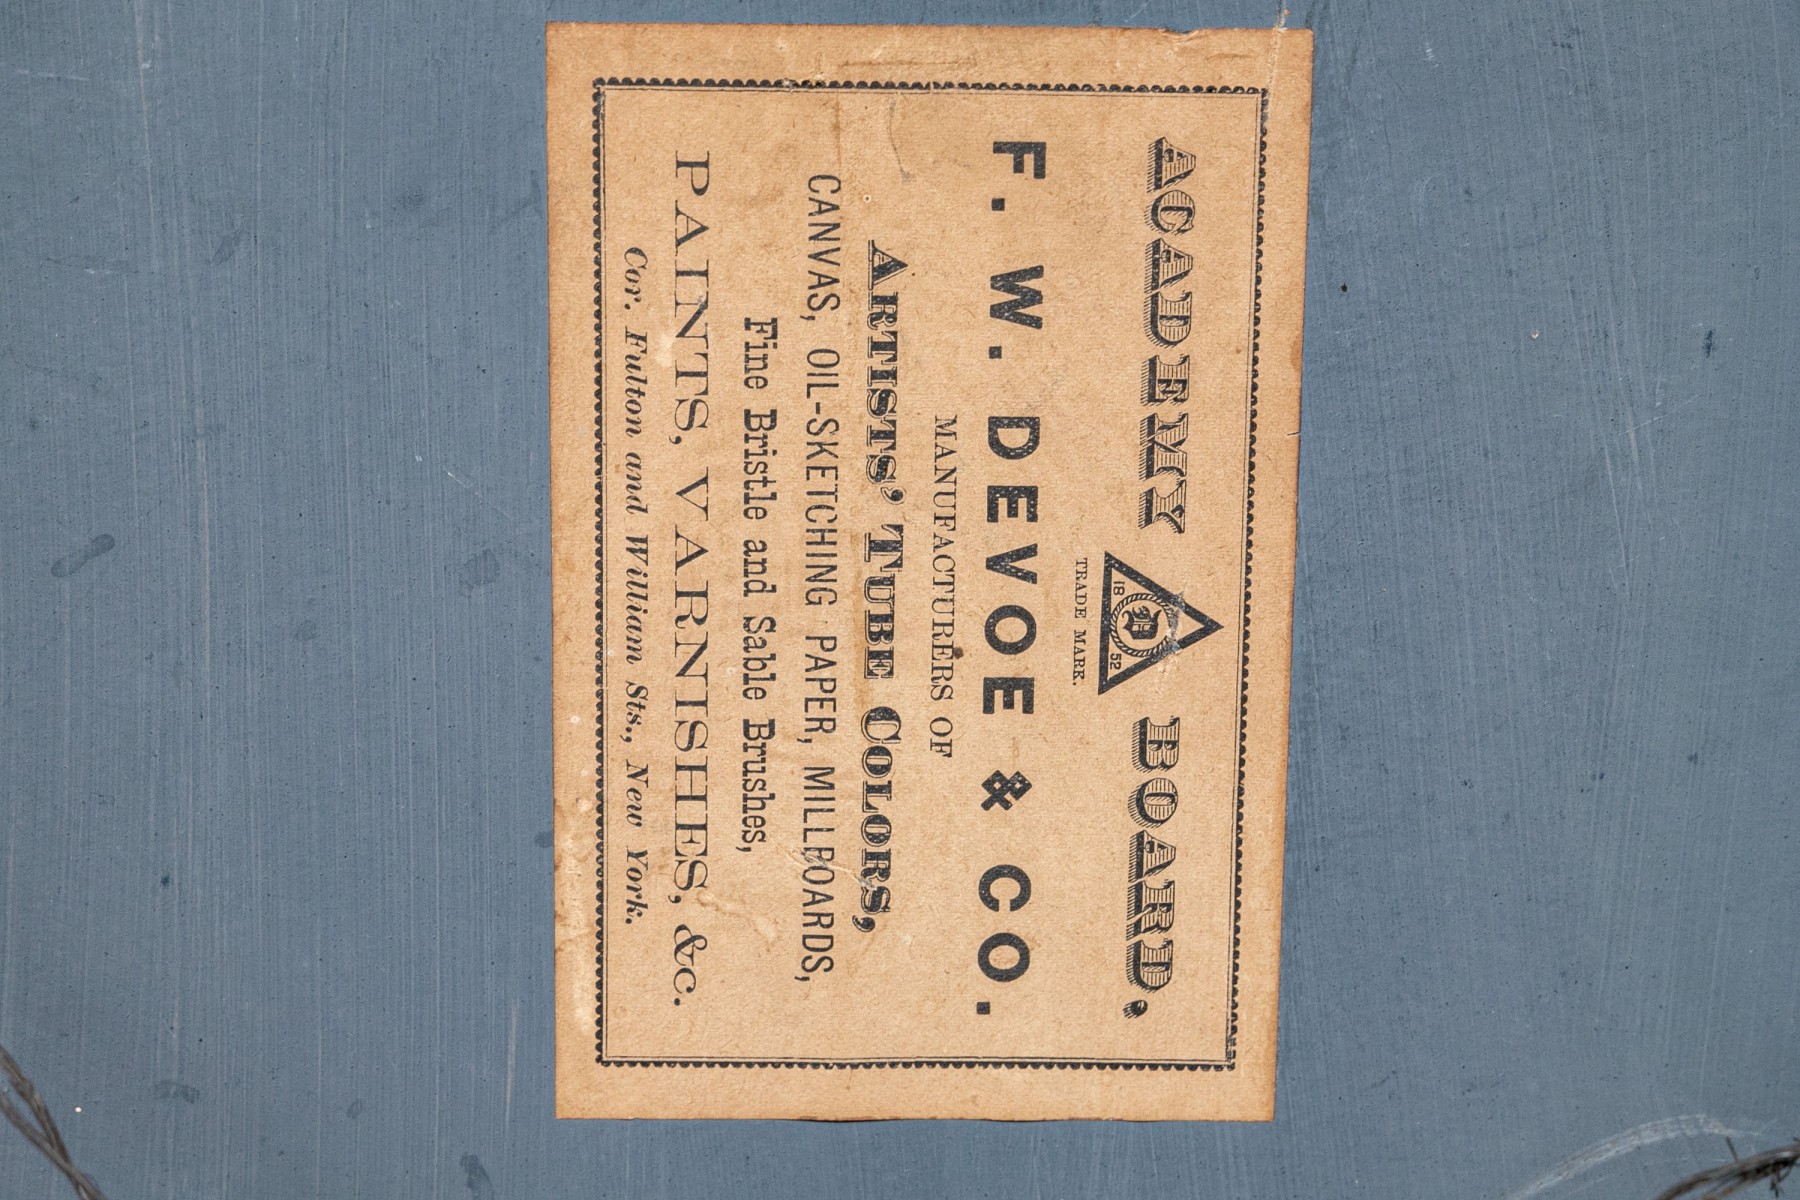 ACADEMY BOARD,
18 D 52
TRADE MARK.
F. W. DEVOE & CO.
MANUFACTURERS OF
ARTISTS' TUBE COLORS,
CANVAS, OIL-SKETCHING PAPER, MILLBOARDS,
Fine Bristle and Sable Brushes,
PAINTS, VARNISHES, &c.
Cor. Fulton and William Sts., New York.